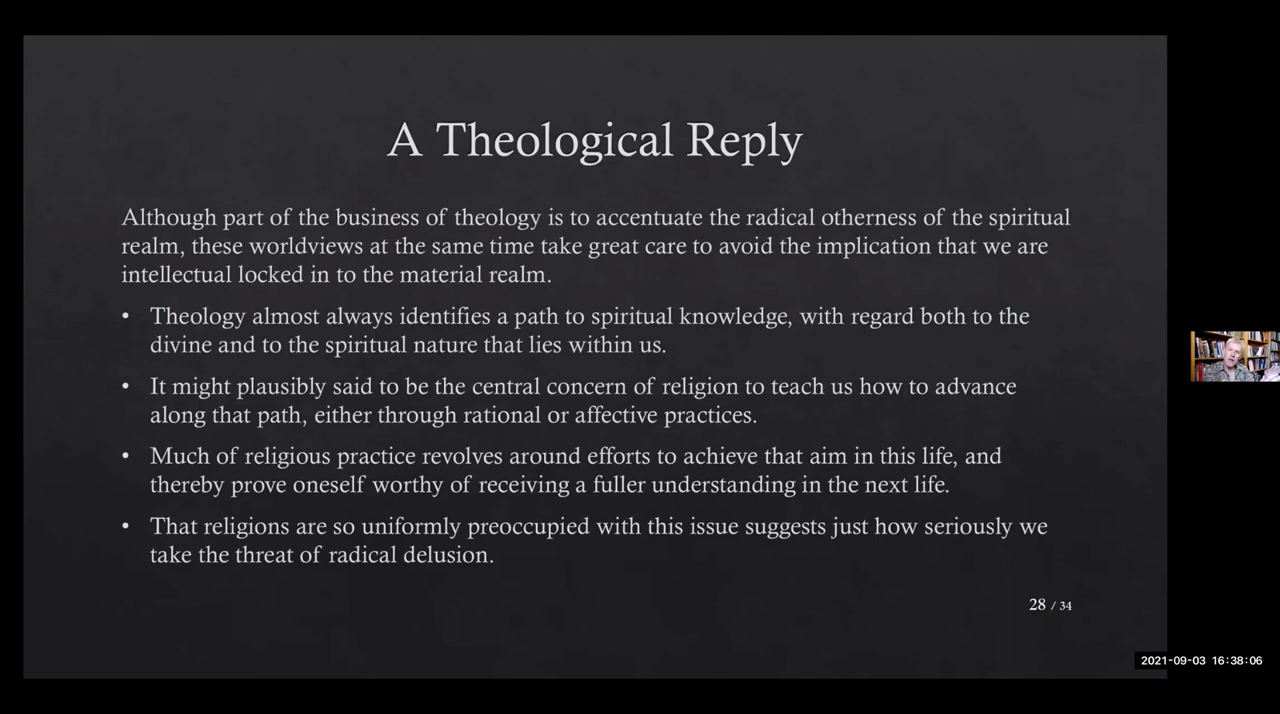 A Theological Reply
Although part of the business of theology is to accentuate the radical otherness of the spiritual
realm, these worldviews at the same time take great care to avoid the implication that we are
intellectual locked in to the material realm.
• Theology almost always identifies a path to spiritual knowledge, with regard both to the
divine and to the spiritual nature that lies within us.
• It might plausibly said to be the central concern of religion to teach us how to advance
along that path, either through rational or affective practices.
• Much of religious practice revolves around efforts to achieve that aim in this life, and
thereby prove oneself worthy of receiving a fuller understanding in the next life.
• That religions are so uniformly preoccupied with this issue suggests just how seriously we
take the threat of radical delusion.
28 / 34
2021-09-03 16:38:06